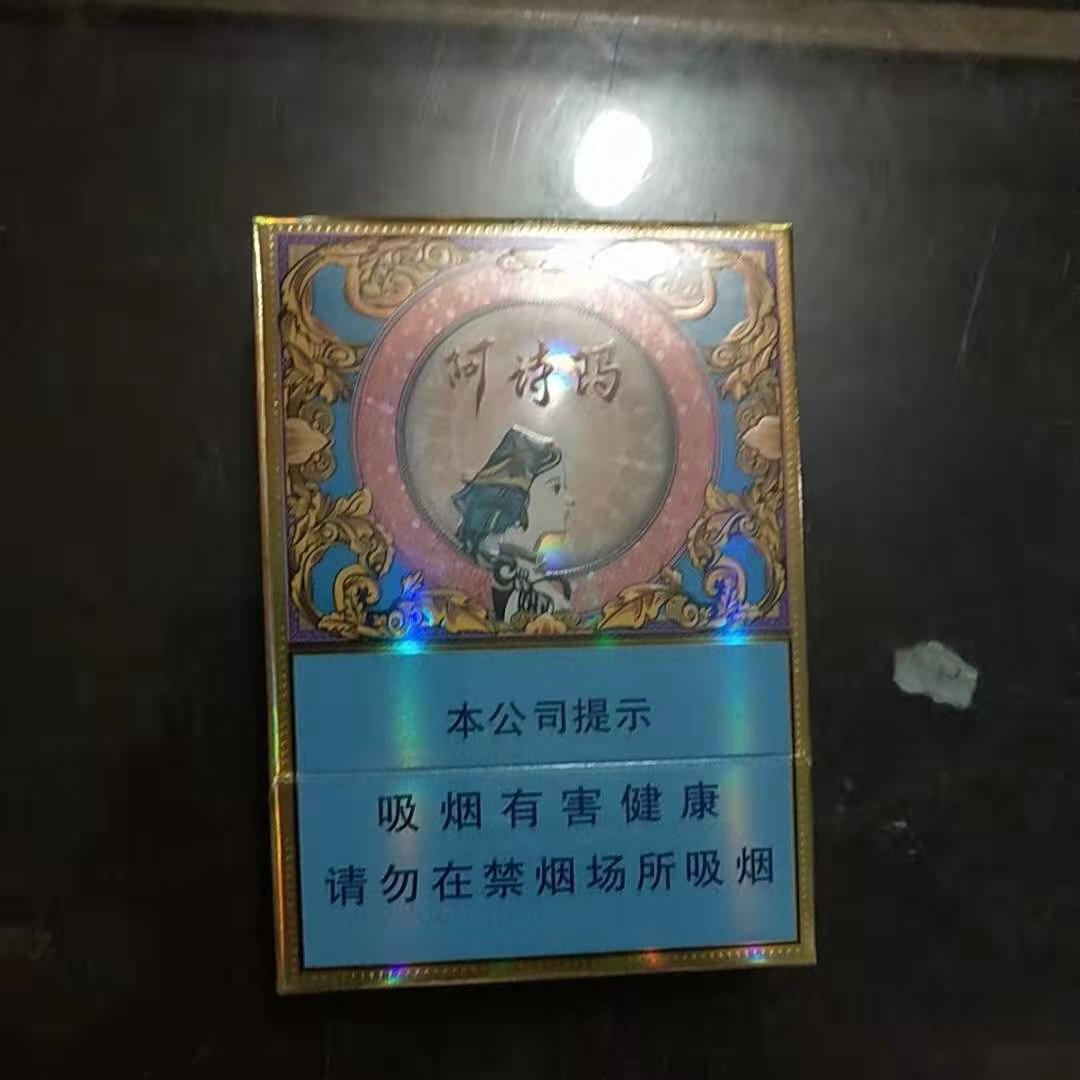 阿诗玛
本公司提示
吸烟有害健康
请勿在禁烟场所吸烟